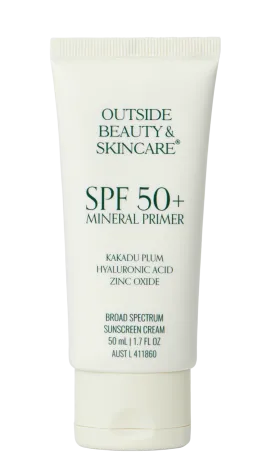 OUTSIDE
BEAUTY &
SKINCARE®
SPF 50+
MINERAL PRIMER
KAKADU PLUM
HYALURONIC ACID
ZINC OXIDE
BROAD SPECTRUM
SUNSCREEN CREAM
50 mL | 1.7 FL OZ
AUST L 411860